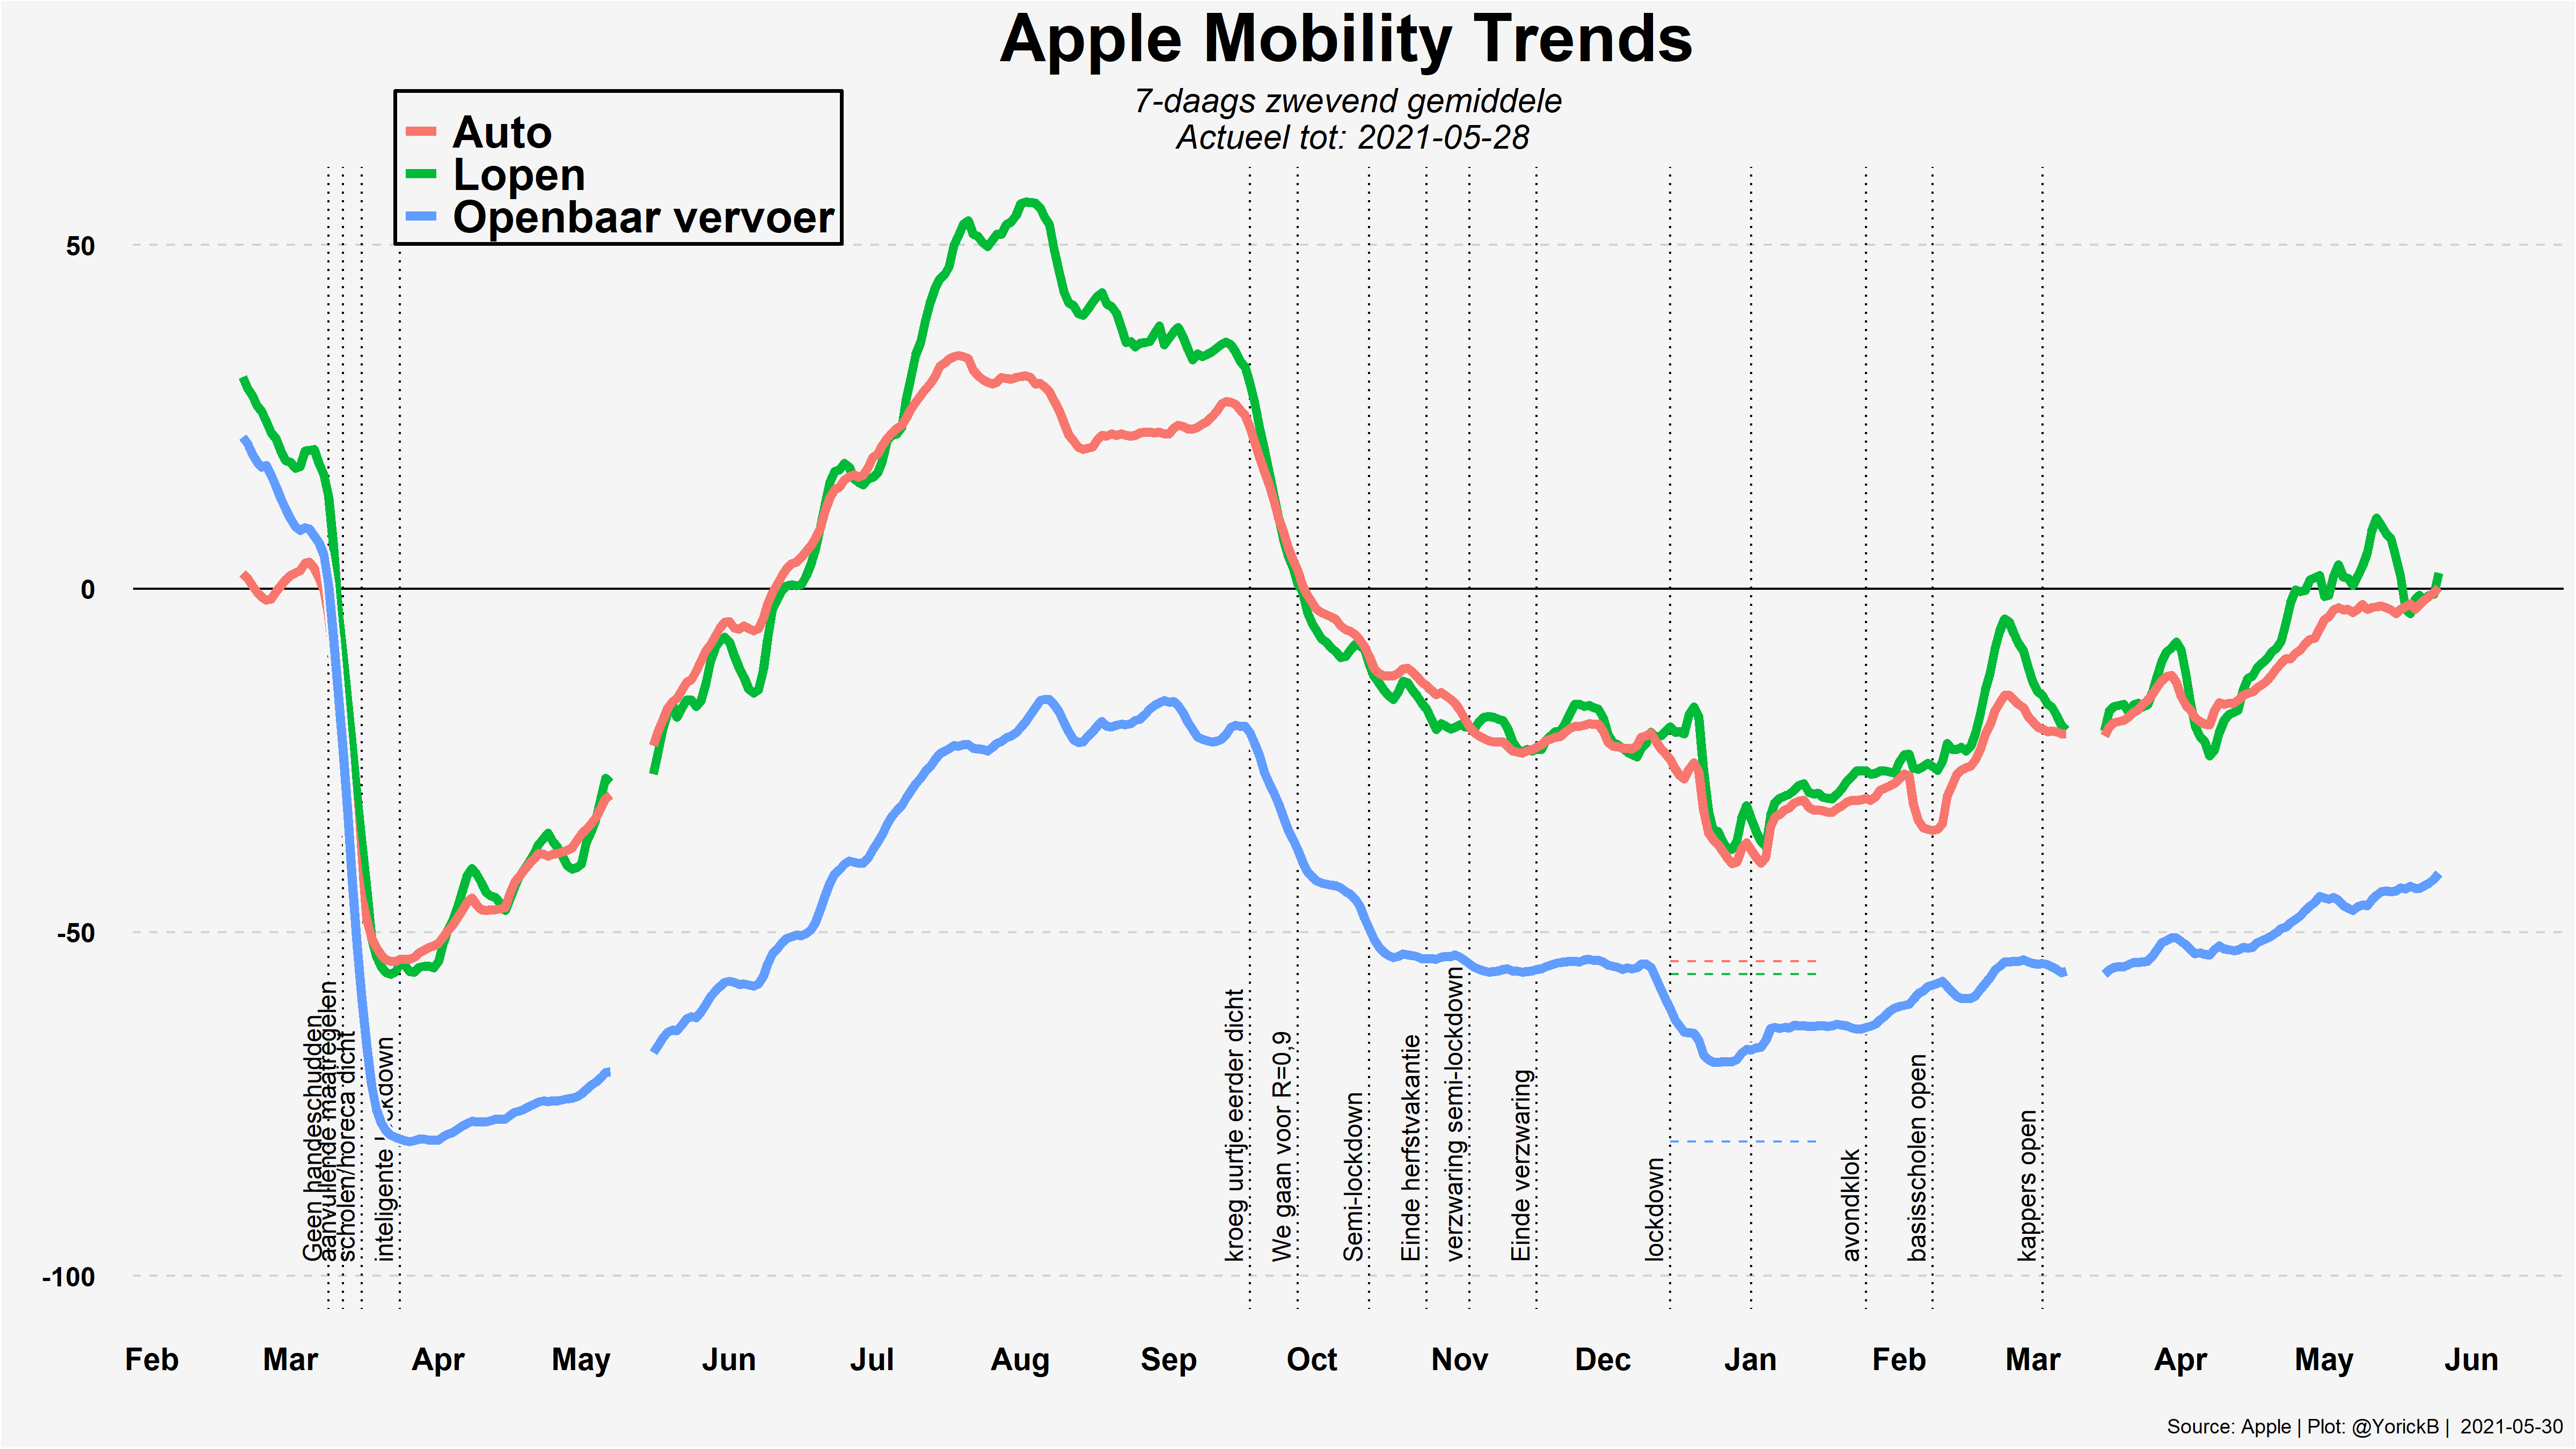 Apple Mobility Trends
7-daags zwevend gemiddele
Actueel tot: 2021-05-28
Auto
Lopen
Openbaar vervoer
50
0
-50
-100
Geen handeschudden
aanvullende maatregelen
scholen/horeca dicht
inteligente
kroeg uurtje eerder dicht
We gaan voor R=0,9
Semi-lockdown
Einde herfstvakantie
verzwaring semi-lockdown
Einde verzwaring
lockdown
avondklok
basisscholen open
kappers open
Feb Mar Apr May Jun Jul Aug Sep Oct Nov Dec Jan Feb Mar Apr May Jun
Source: Apple | Plot: @YorickB | 2021-05-30